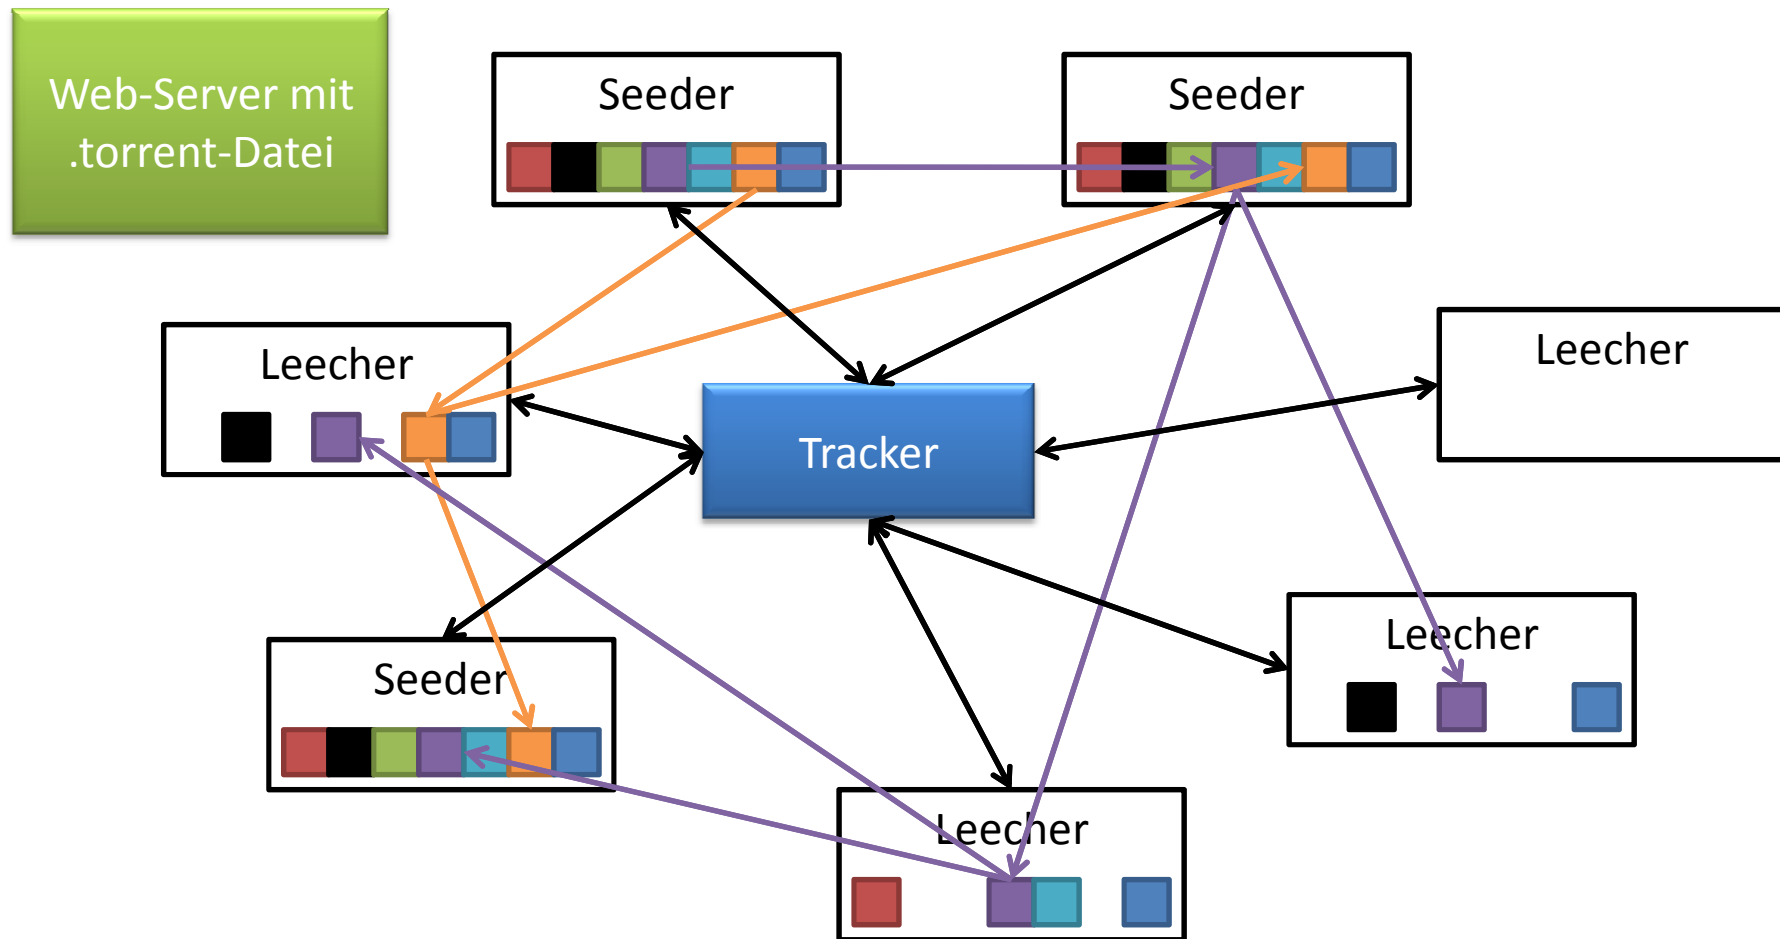 Web-Server mit
.torrent-Datei
Seeder
Seeder
Leecher
Leecher
Tracker
Leecher
Seeder
Leecher